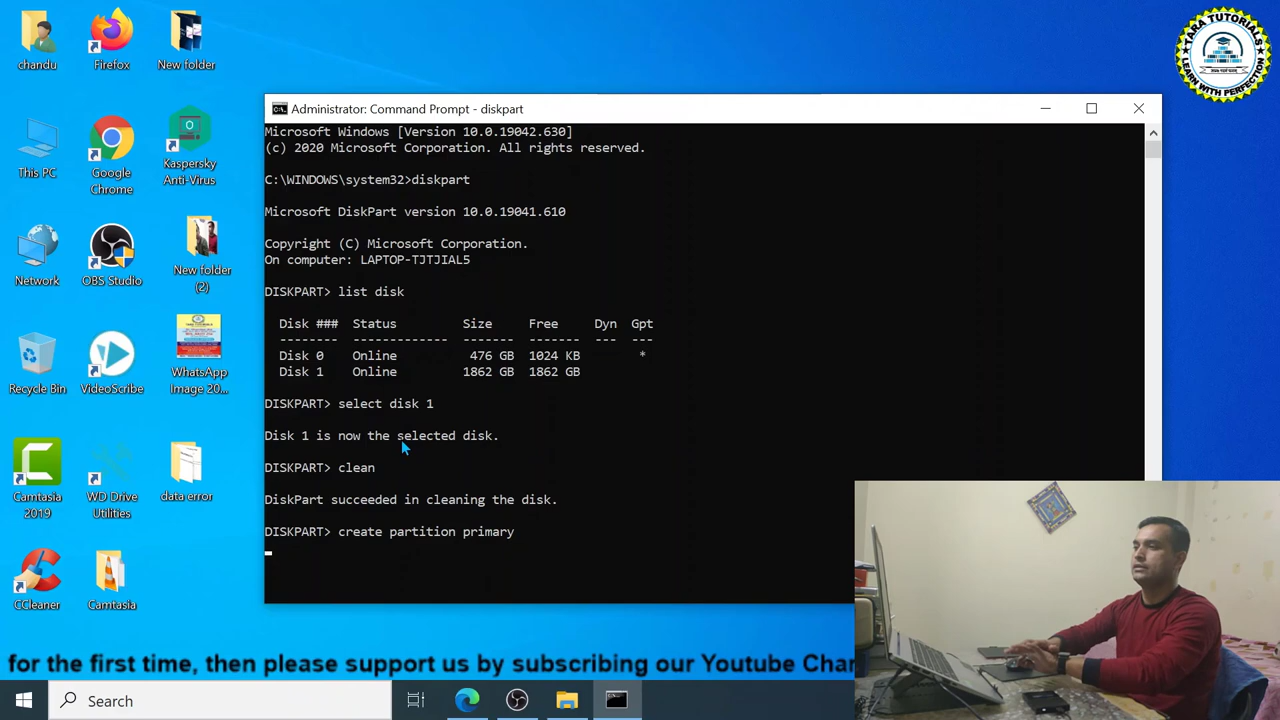 chandu
Firefox
New folder
This PC
Google
Chrome
Kaspersky
Anti-Virus
Network
OBS Studio
New folder
(2)
Recycle Bin
VideoScribe
WhatsApp
Image 20...
Camtasia
2019
WD Drive
Utilities
data error
CCleaner
Camtasia
TARA TUTORIALS
LEARN WITH PERFECTION
Administrator: Command Prompt - diskpart
Microsoft Windows [Version 10.0.19042.630]
(c) 2020 Microsoft Corporation. All rights reserved.
C:\WINDOWS\system32>diskpart
Microsoft DiskPart version 10.0.19041.610
Copyright (C) Microsoft Corporation.
On computer: LAPTOP-TJTJIAL5
DISKPART> list disk
Disk ### Status Size Free Dyn Gpt
-------- ------------- ------- ------- --- ---
Disk 0 Online 476 GB 1024 KB *
Disk 1 Online 1862 GB 1862 GB
DISKPART> select disk 1
Disk 1 is now the selected disk.
DISKPART> clean
DiskPart succeeded in cleaning the disk.
DISKPART> create partition primary
for the first time, then please support us by subscribing our Youtube Chan
Search